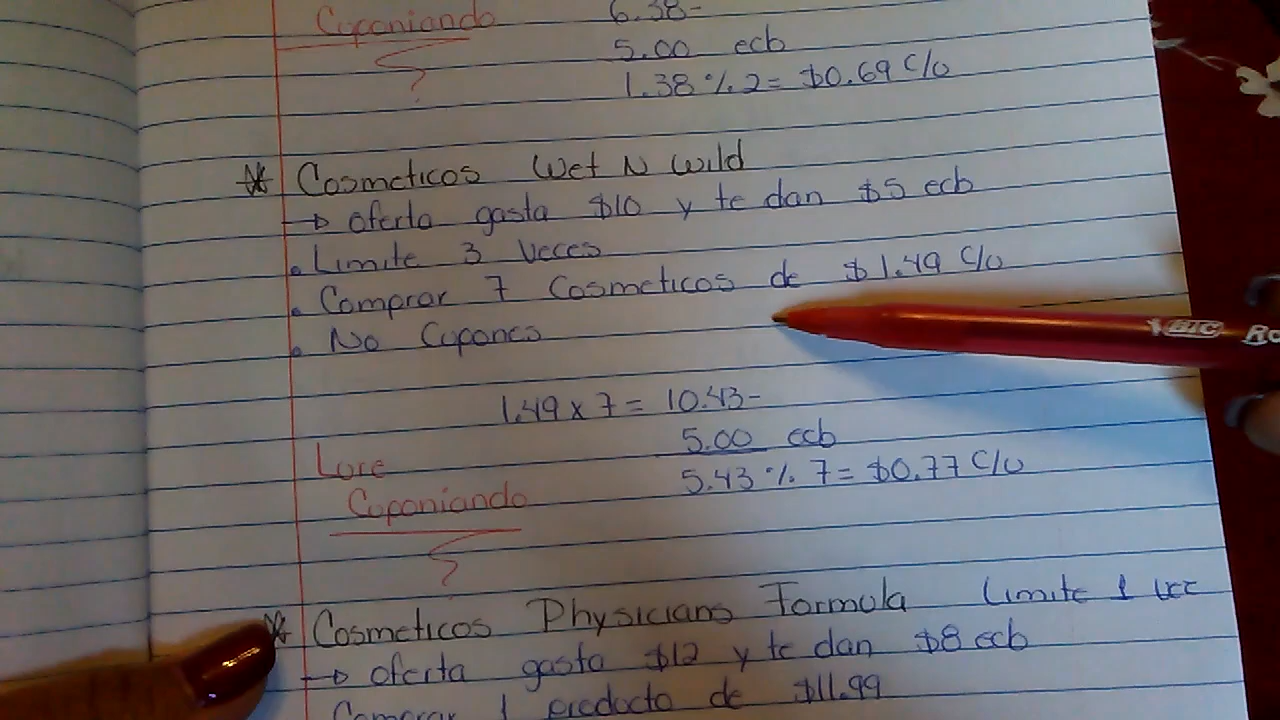 6.38-
Cuponiando
5.00 ecb
1.38 % 2 = $0.69 c/u
* Cosmeticos Wet N Wild
→ oferta gasta $10 y te dan $5 ecb
• Limite 3 veces
• Comprar 7 Cosmeticos de $1.49 c/u
• No Cupones
BIC
1.49 x 7 = 10.43-
5.00 ecb
Luce
5.43 % 7 = $0.77 c/u
Cuponiando
* Cosmeticos Physicians Formula Limite 1 vez
→ oferta gasta $12 y te dan $8 ecb
Comprar 1 producto de $11.99